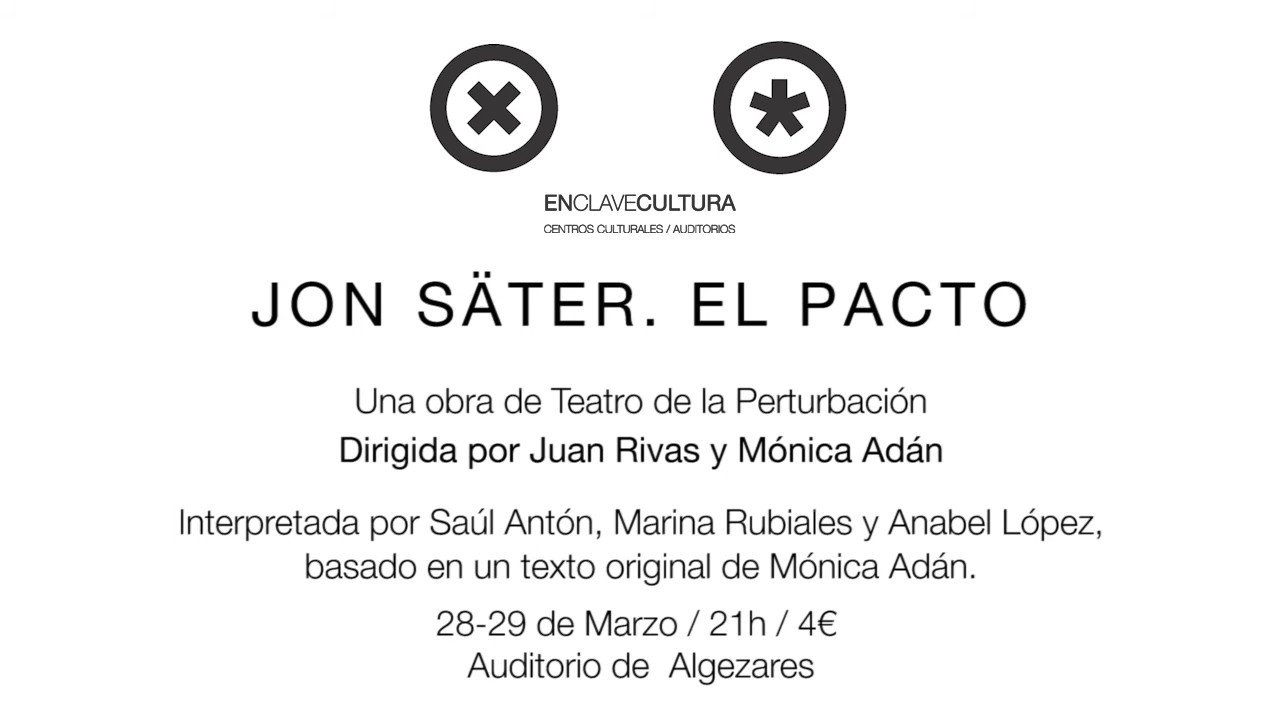 ENCLAVECULTURA
CENTROS CULTURALES / AUDITORIOS
JON SÄTER. EL PACTO
Una obra de Teatro de la Perturbación
Dirigida por Juan Rivas y Mónica Adán
Interpretada por Saúl Antón, Marina Rubiales y Anabel López,
basado en un texto original de Mónica Adán.
28-29 de Marzo / 21h / 4€
Auditorio de  Algezares